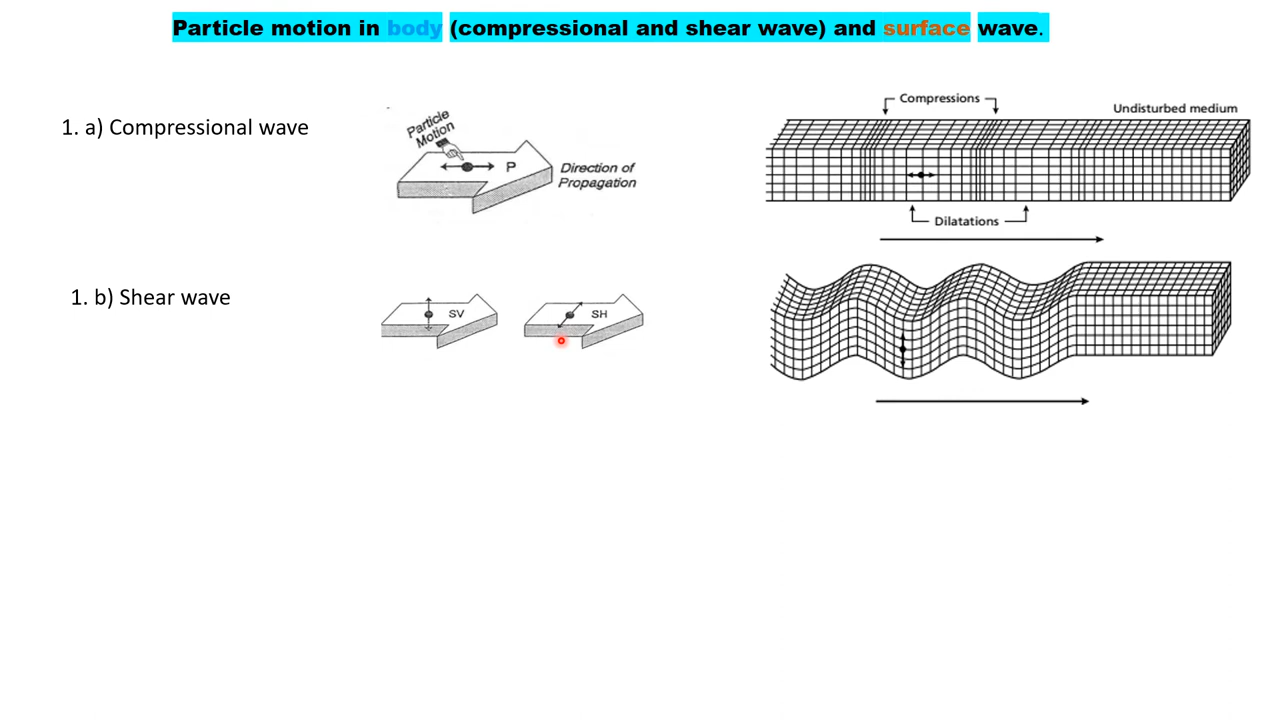 Particle motion in body (compressional and shear wave) and surface wave.
1. a) Compressional wave
Particle
Motion
P
Direction of
Propagation
Compressions
Undisturbed medium
Dilatations
1. b) Shear wave
SV
SH